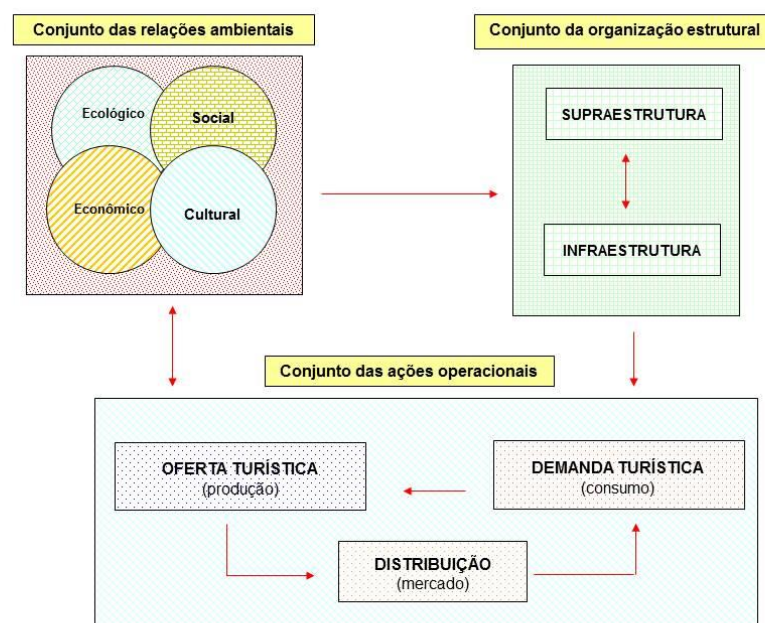 Conjunto das relações ambientais
Ecológico
Social
Econômico
Cultural
Conjunto da organização estrutural
SUPRAESTRUTURA
INFRAESTRUTURA
Conjunto das ações operacionais
OFERTA TURÍSTICA
(produção)
DEMANDA TURÍSTICA
(consumo)
DISTRIBUIÇÃO
(mercado)